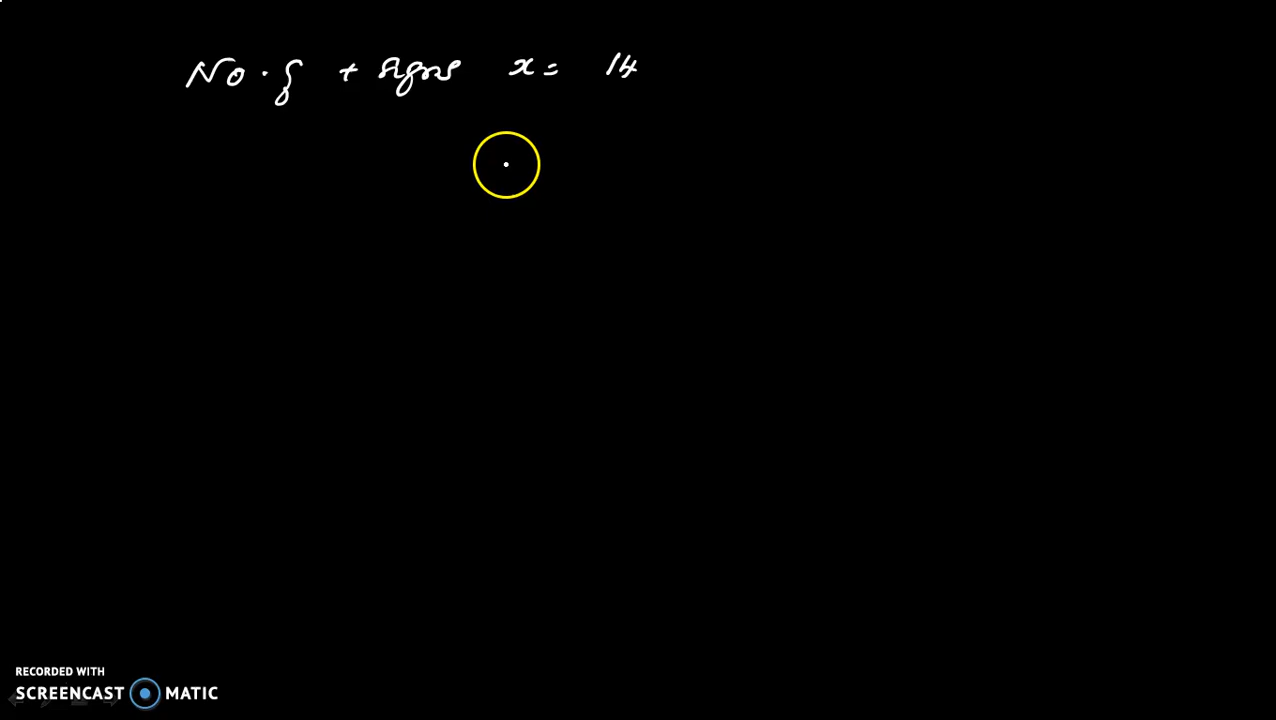 No. of + signs x = 14
RECORDED WITH
SCREENCAST MATIC